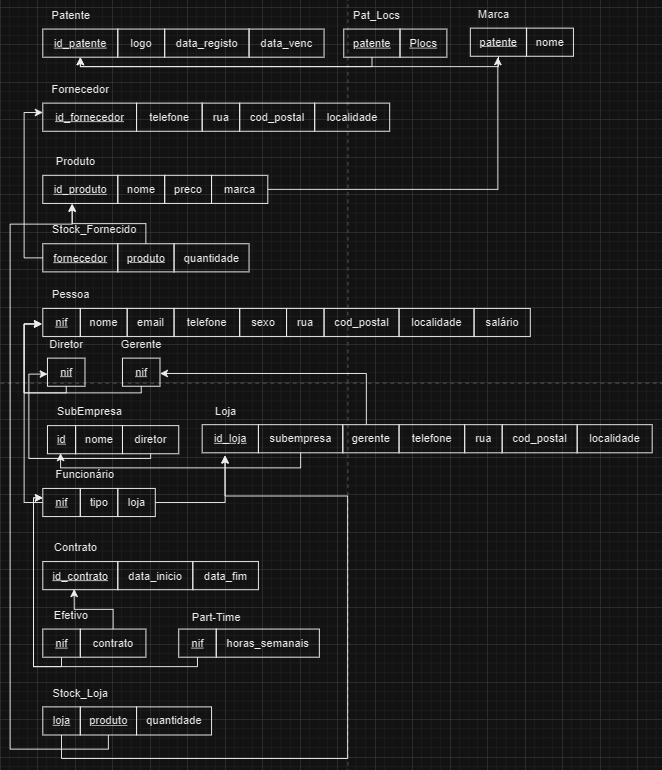 Patente Pat_Locs Marca
id_patente logo data_registo data_venc patente Plocs patente nome
Fornecedor
id_fornecedor telefone rua cod_postal localidade
Produto
id_produto nome preco marca
Stock_Fornecido
fornecedor produto quantidade
Pessoa
nif nome email telefone sexo rua cod_postal localidade salário
Diretor Gerente
nif nif
SubEmpresa Loja
id nome diretor id_loja subempresa gerente telefone rua cod_postal localidade
Funcionário
nif tipo loja
Contrato
id_contrato data_inicio data_fim
Efetivo Part-Time
nif contrato nif horas_semanais
Stock_Loja
loja produto quantidade